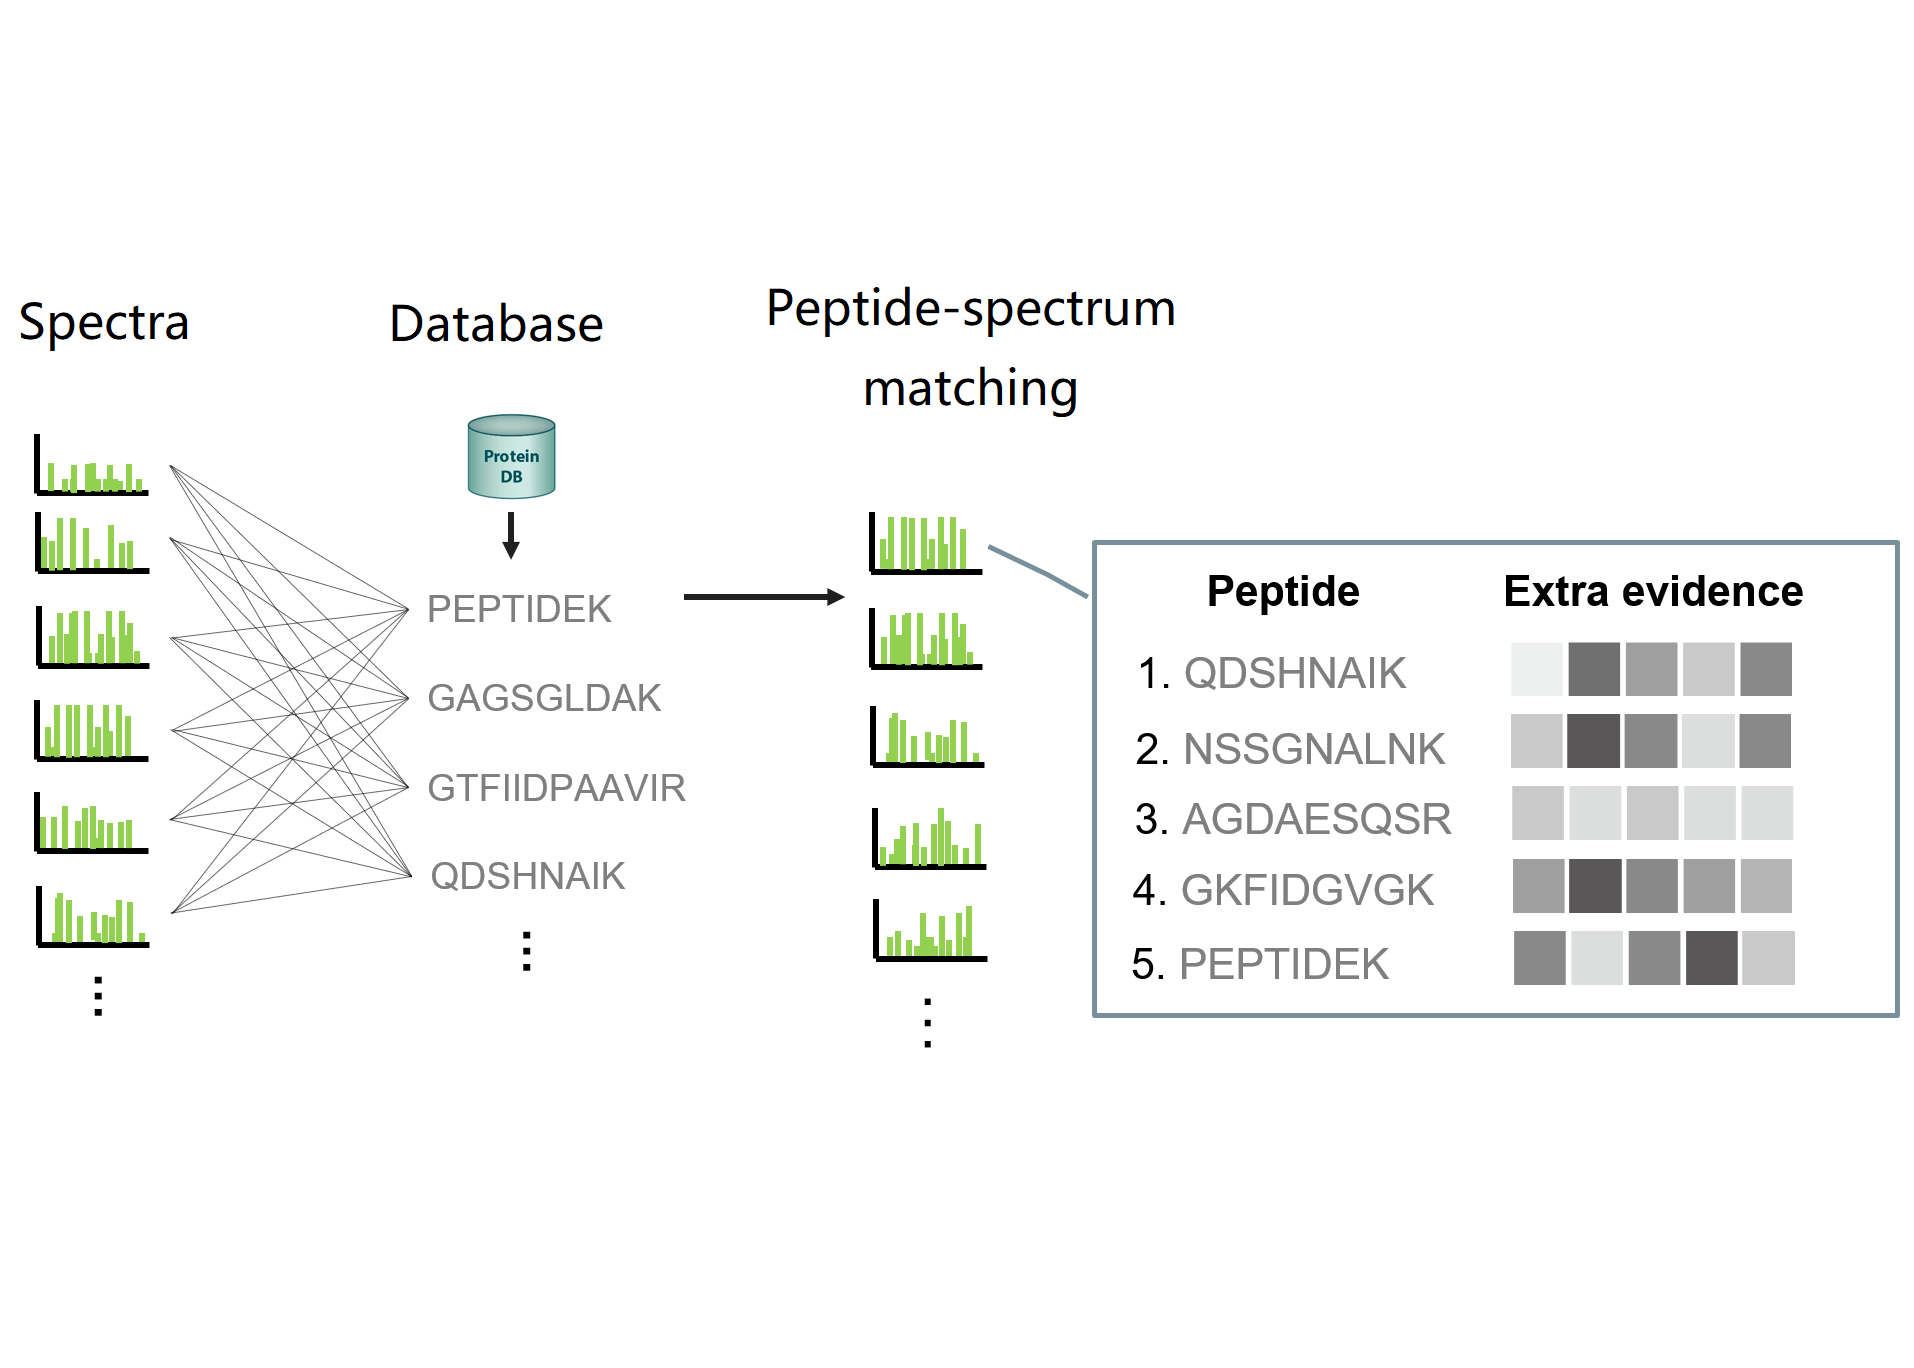 Spectra
Database
Peptide-spectrum
matching
Protein
DB
PEPTIDEK
GAGSGLDAK
GTFIIDPAAVIR
QDSHNAIK
Peptide
Extra evidence
1. QDSHNAIK
2. NSSGNALNK
3. AGDAESQSR
4. GKFIDGVGK
5. PEPTIDEK